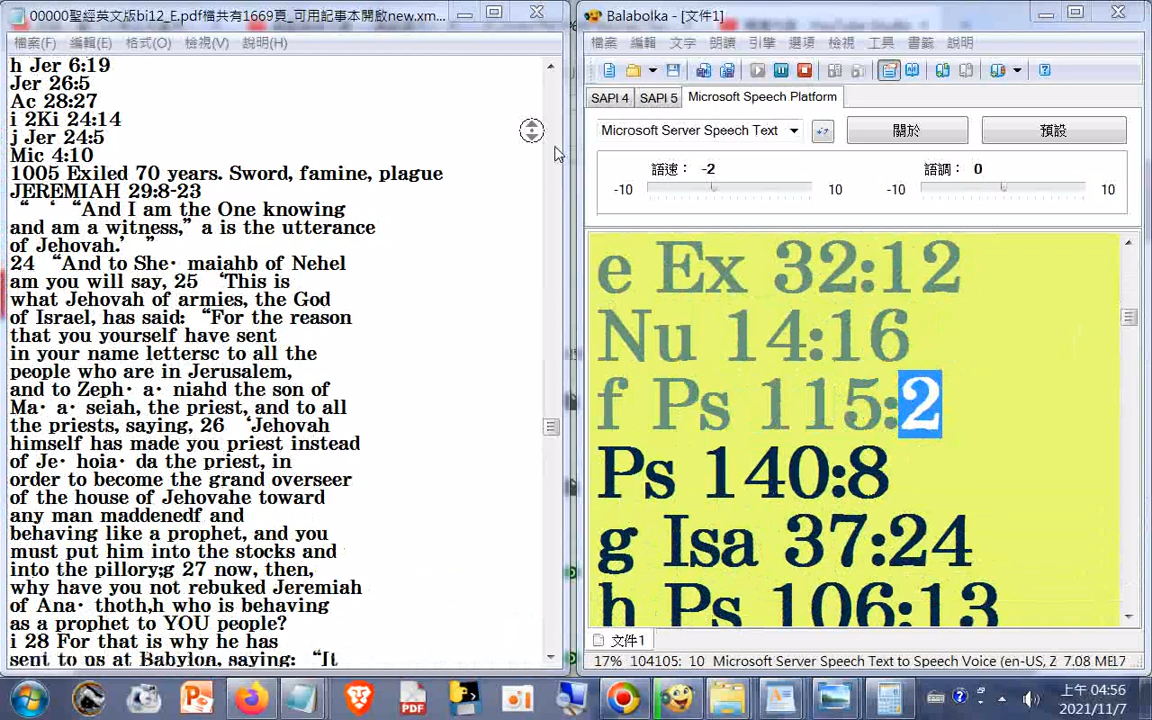 00000聖經英文版bi12_E.pdf檔共有1669頁_可用記事本開啟new.xm...
檔案(F) 編輯(E) 格式(O) 檢視(V) 說明(H)
h Jer 6:19
Jer 26:5
Ac 28:27
i 2Ki 24:14
j Jer 24:5
Mic 4:10
1005 Exiled 70 years. Sword, famine, plague
JEREMIAH 29:8-23
“ ‘ “And I am the One knowing
and am a witness,” a is the utterance
of Jehovah.’ ”
24 “And to She· maiahb of Nehel
am you will say, 25 ‘This is
what Jehovah of armies, the God
of Israel, has said: “For the reason
that you yourself have sent
in your name lettersc to all the
people who are in Jerusalem,
and to Zeph· a· niahd the son of
Ma· a· seiah, the priest, and to all
the priests, saying, 26 ‘Jehovah
himself has made you priest instead
of Je· hoia· da the priest, in
order to become the grand overseer
of the house of Jehovahe toward
any man maddenedf and
behaving like a prophet, and you
must put him into the stocks and
into the pillory;g 27 now, then,
why have you not rebuked Jeremiah
of Ana· thoth,h who is behaving
as a prophet to YOU people?
i 28 For that is why he has
sent to us at Babylon, saying: “It
Balabolka - [文件1]
檔案 編輯 文字 朗讀 引擎 選項 檢視 工具 書籤 說明
SAPI 4 SAPI 5 Microsoft Speech Platform
Microsoft Server Speech Text 關於 預設
語速: -2 語調: 0
-10 10 -10 10
e Ex 32:12
Nu 14:16
f Ps 115:2
Ps 140:8
g Isa 37:24
h Ps 106:13
文件1
17% 104105: 10 Microsoft Server Speech Text to Speech Voice (en-US, Z 7.08 ME
上午 04:56
2021/11/7